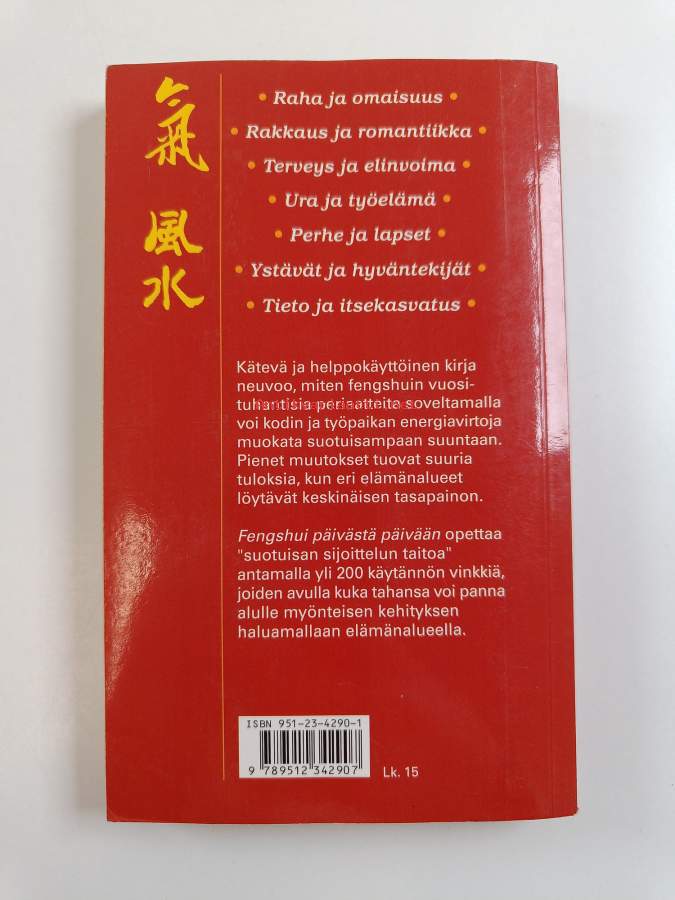 氣
風
水
• Raha ja omaisuus •
• Rakkaus ja romantiikka •
• Terveys ja elinvoima •
• Ura ja työelämä •
• Perhe ja lapset •
• Ystävät ja hyväntekijät •
• Tieto ja itsekasvatus •
Kätevä ja helppokäyttöinen kirja
neuvoo, miten fengshuin vuosi-
tuhantisia periaatteita soveltamalla
voi kodin ja työpaikan energiavirtoja
muokata suotuisampaan suuntaan.
Pienet muutokset tuovat suuria
tuloksia, kun eri elämänalueet
löytävät keskinäisen tasapainon.
Fengshui päivästä päivään opettaa
"suotuisan sijoittelun taitoa"
antamalla yli 200 käytännön vinkkiä,
joiden avulla kuka tahansa voi panna
alulle myönteisen kehityksen
haluamallaan elämänalueella.
ISBN 951-23-4290-1
9 789512 342907
Lk. 15